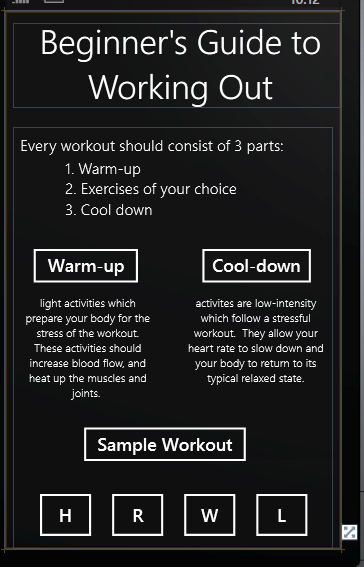 10:12
Beginner's Guide to
Working Out
Every workout should consist of 3 parts:
1. Warm-up
2. Exercises of your choice
3. Cool down
Warm-up
light activities which
prepare your body for the
stress of the workout.
These activities should
increase blood flow, and
heat up the muscles and
joints.
Cool-down
activites are low-intensity
which follow a stressful
workout. They allow your
heart rate to slow down and
your body to return to its
typical relaxed state.
Sample Workout
H
R
W
L